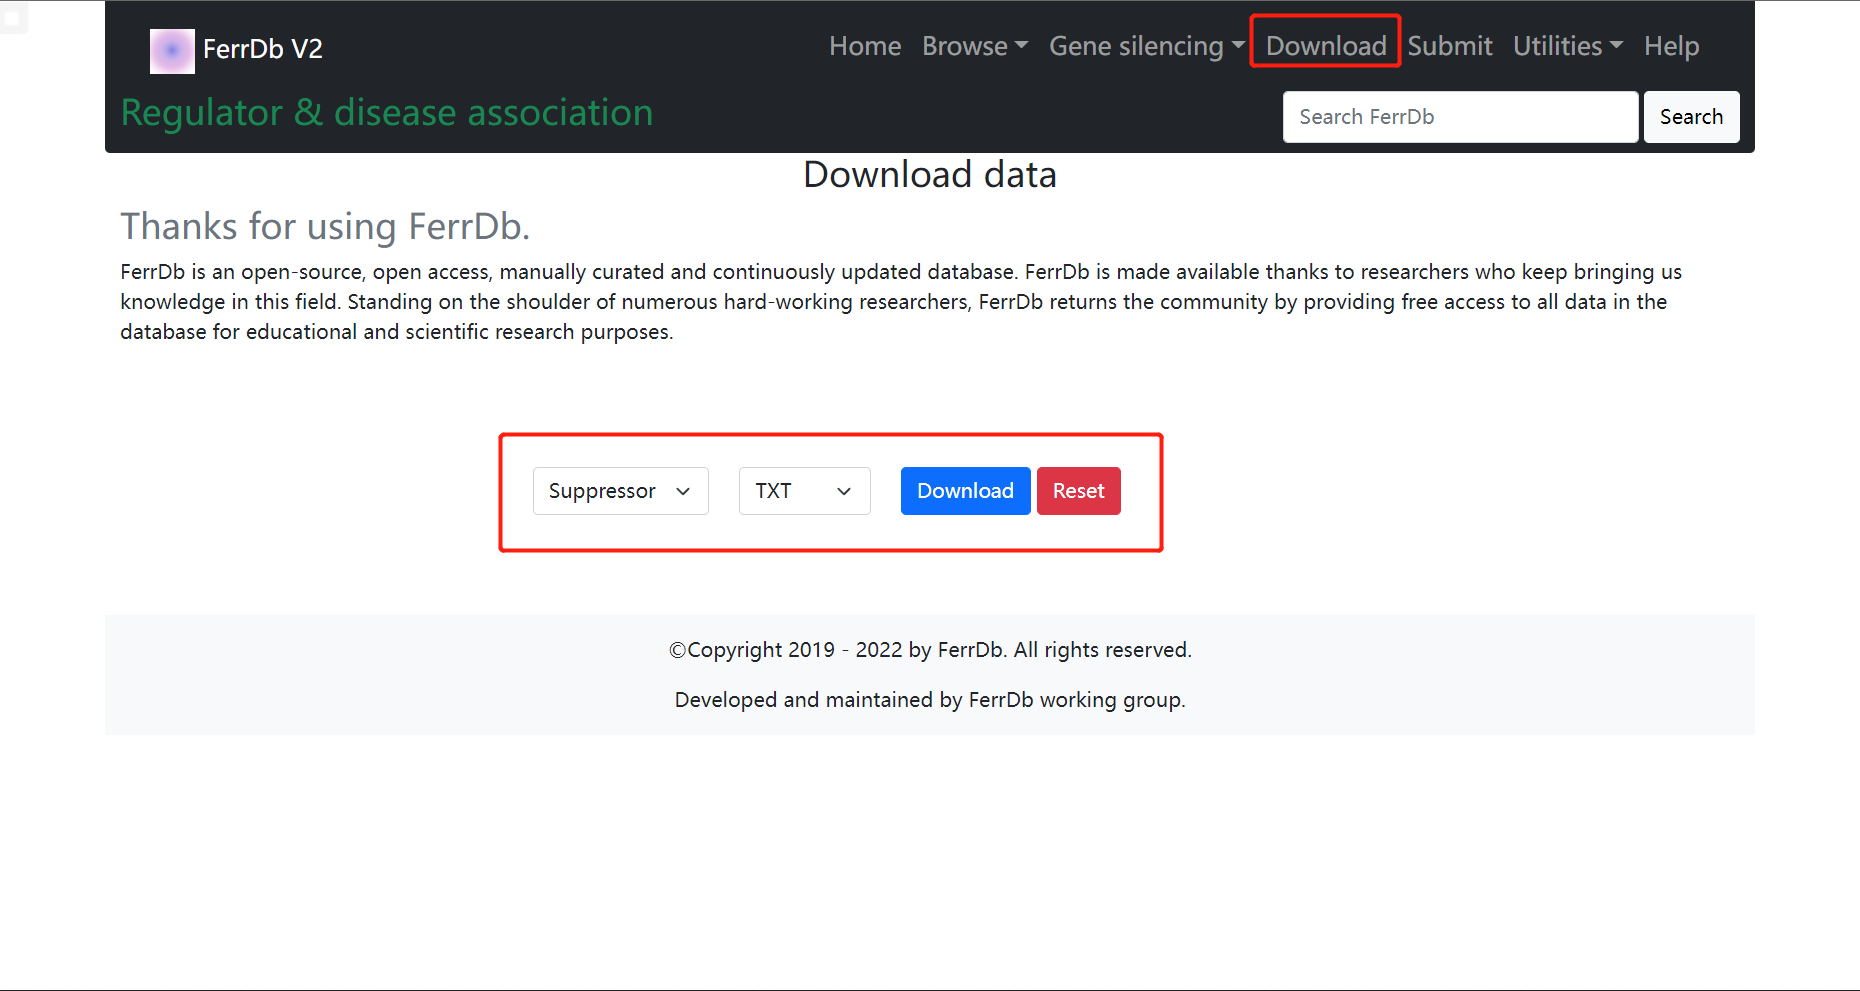 FerrDb V2
Home Browse Gene silencing Download Submit Utilities Help
Regulator & disease association
Search FerrDb Search
Download data
Thanks for using FerrDb.
FerrDb is an open-source, open access, manually curated and continuously updated database. FerrDb is made available thanks to researchers who keep bringing us
knowledge in this field. Standing on the shoulder of numerous hard-working researchers, FerrDb returns the community by providing free access to all data in the
database for educational and scientific research purposes.
Suppressor TXT Download Reset
©Copyright 2019 - 2022 by FerrDb. All rights reserved.
Developed and maintained by FerrDb working group.